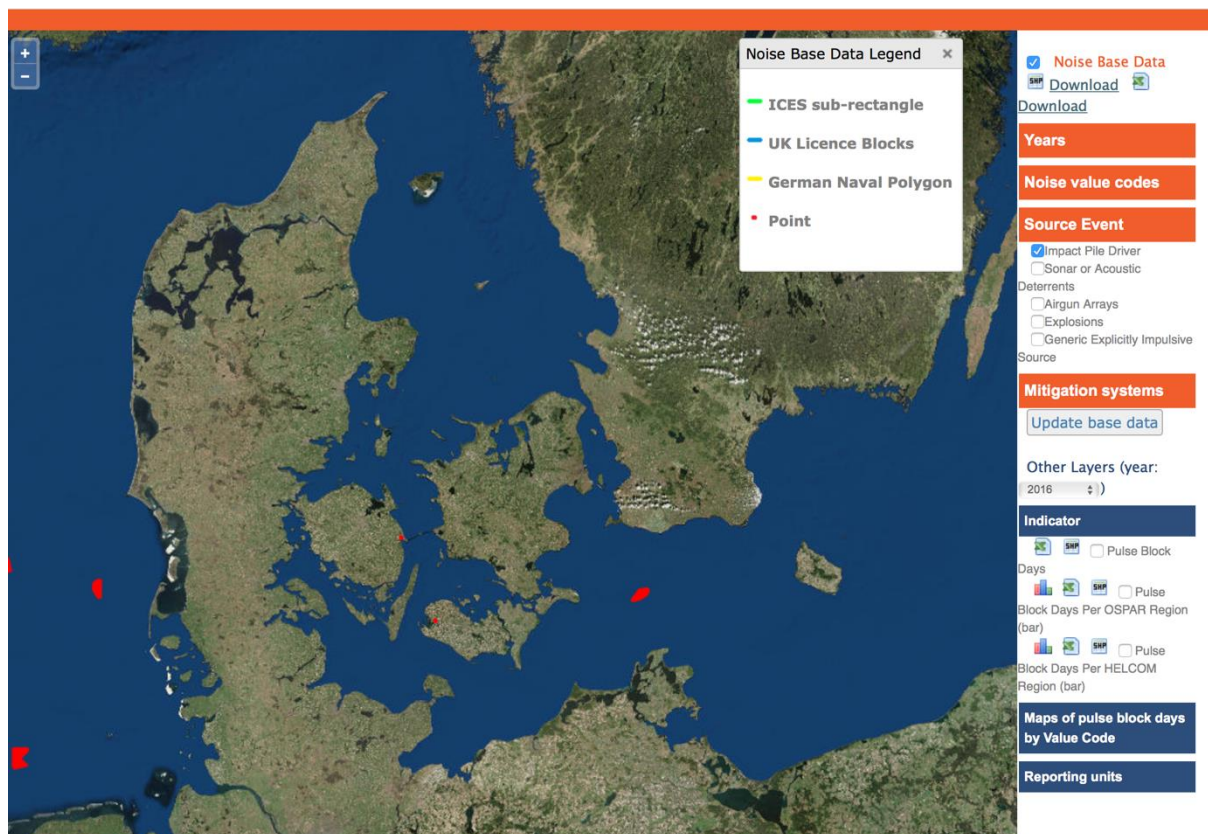 +
−
Noise Base Data Legend ×
ICES sub-rectangle
UK Licence Blocks
German Naval Polygon
Point
Noise Base Data
SHP Download
Download
Years
Noise value codes
Source Event
Impact Pile Driver
Sonar or Acoustic
Deterrents
Airgun Arrays
Explosions
Generic Explicitly Impulsive
Source
Mitigation systems
Update base data
Other Layers (year:
2016 )
Indicator
SHP Pulse Block
Days
SHP Pulse
Block Days Per OSPAR Region
(bar)
SHP Pulse
Block Days Per HELCOM
Region (bar)
Maps of pulse block days
by Value Code
Reporting units